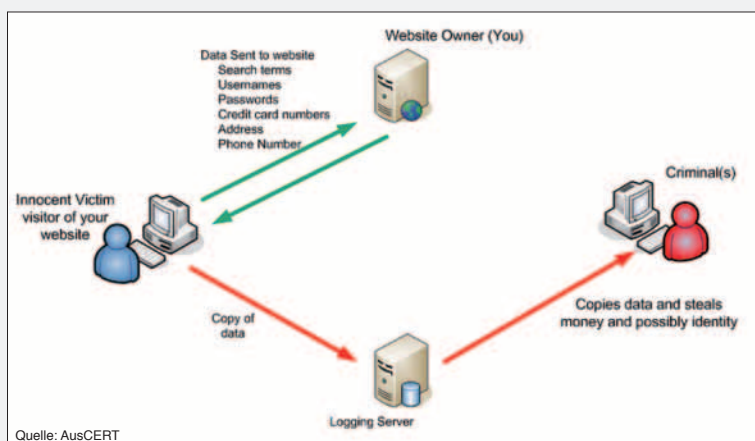 Website Owner (You)
Data Sent to website
Search terms
Usernames
Passwords
Credit card numbers
Address
Phone Number
Criminal(s)
Innocent Victim
visitor of your
website
Copies data and steals
money and possibly identity
Copy of
data
Logging Server
Quelle: AusCERT